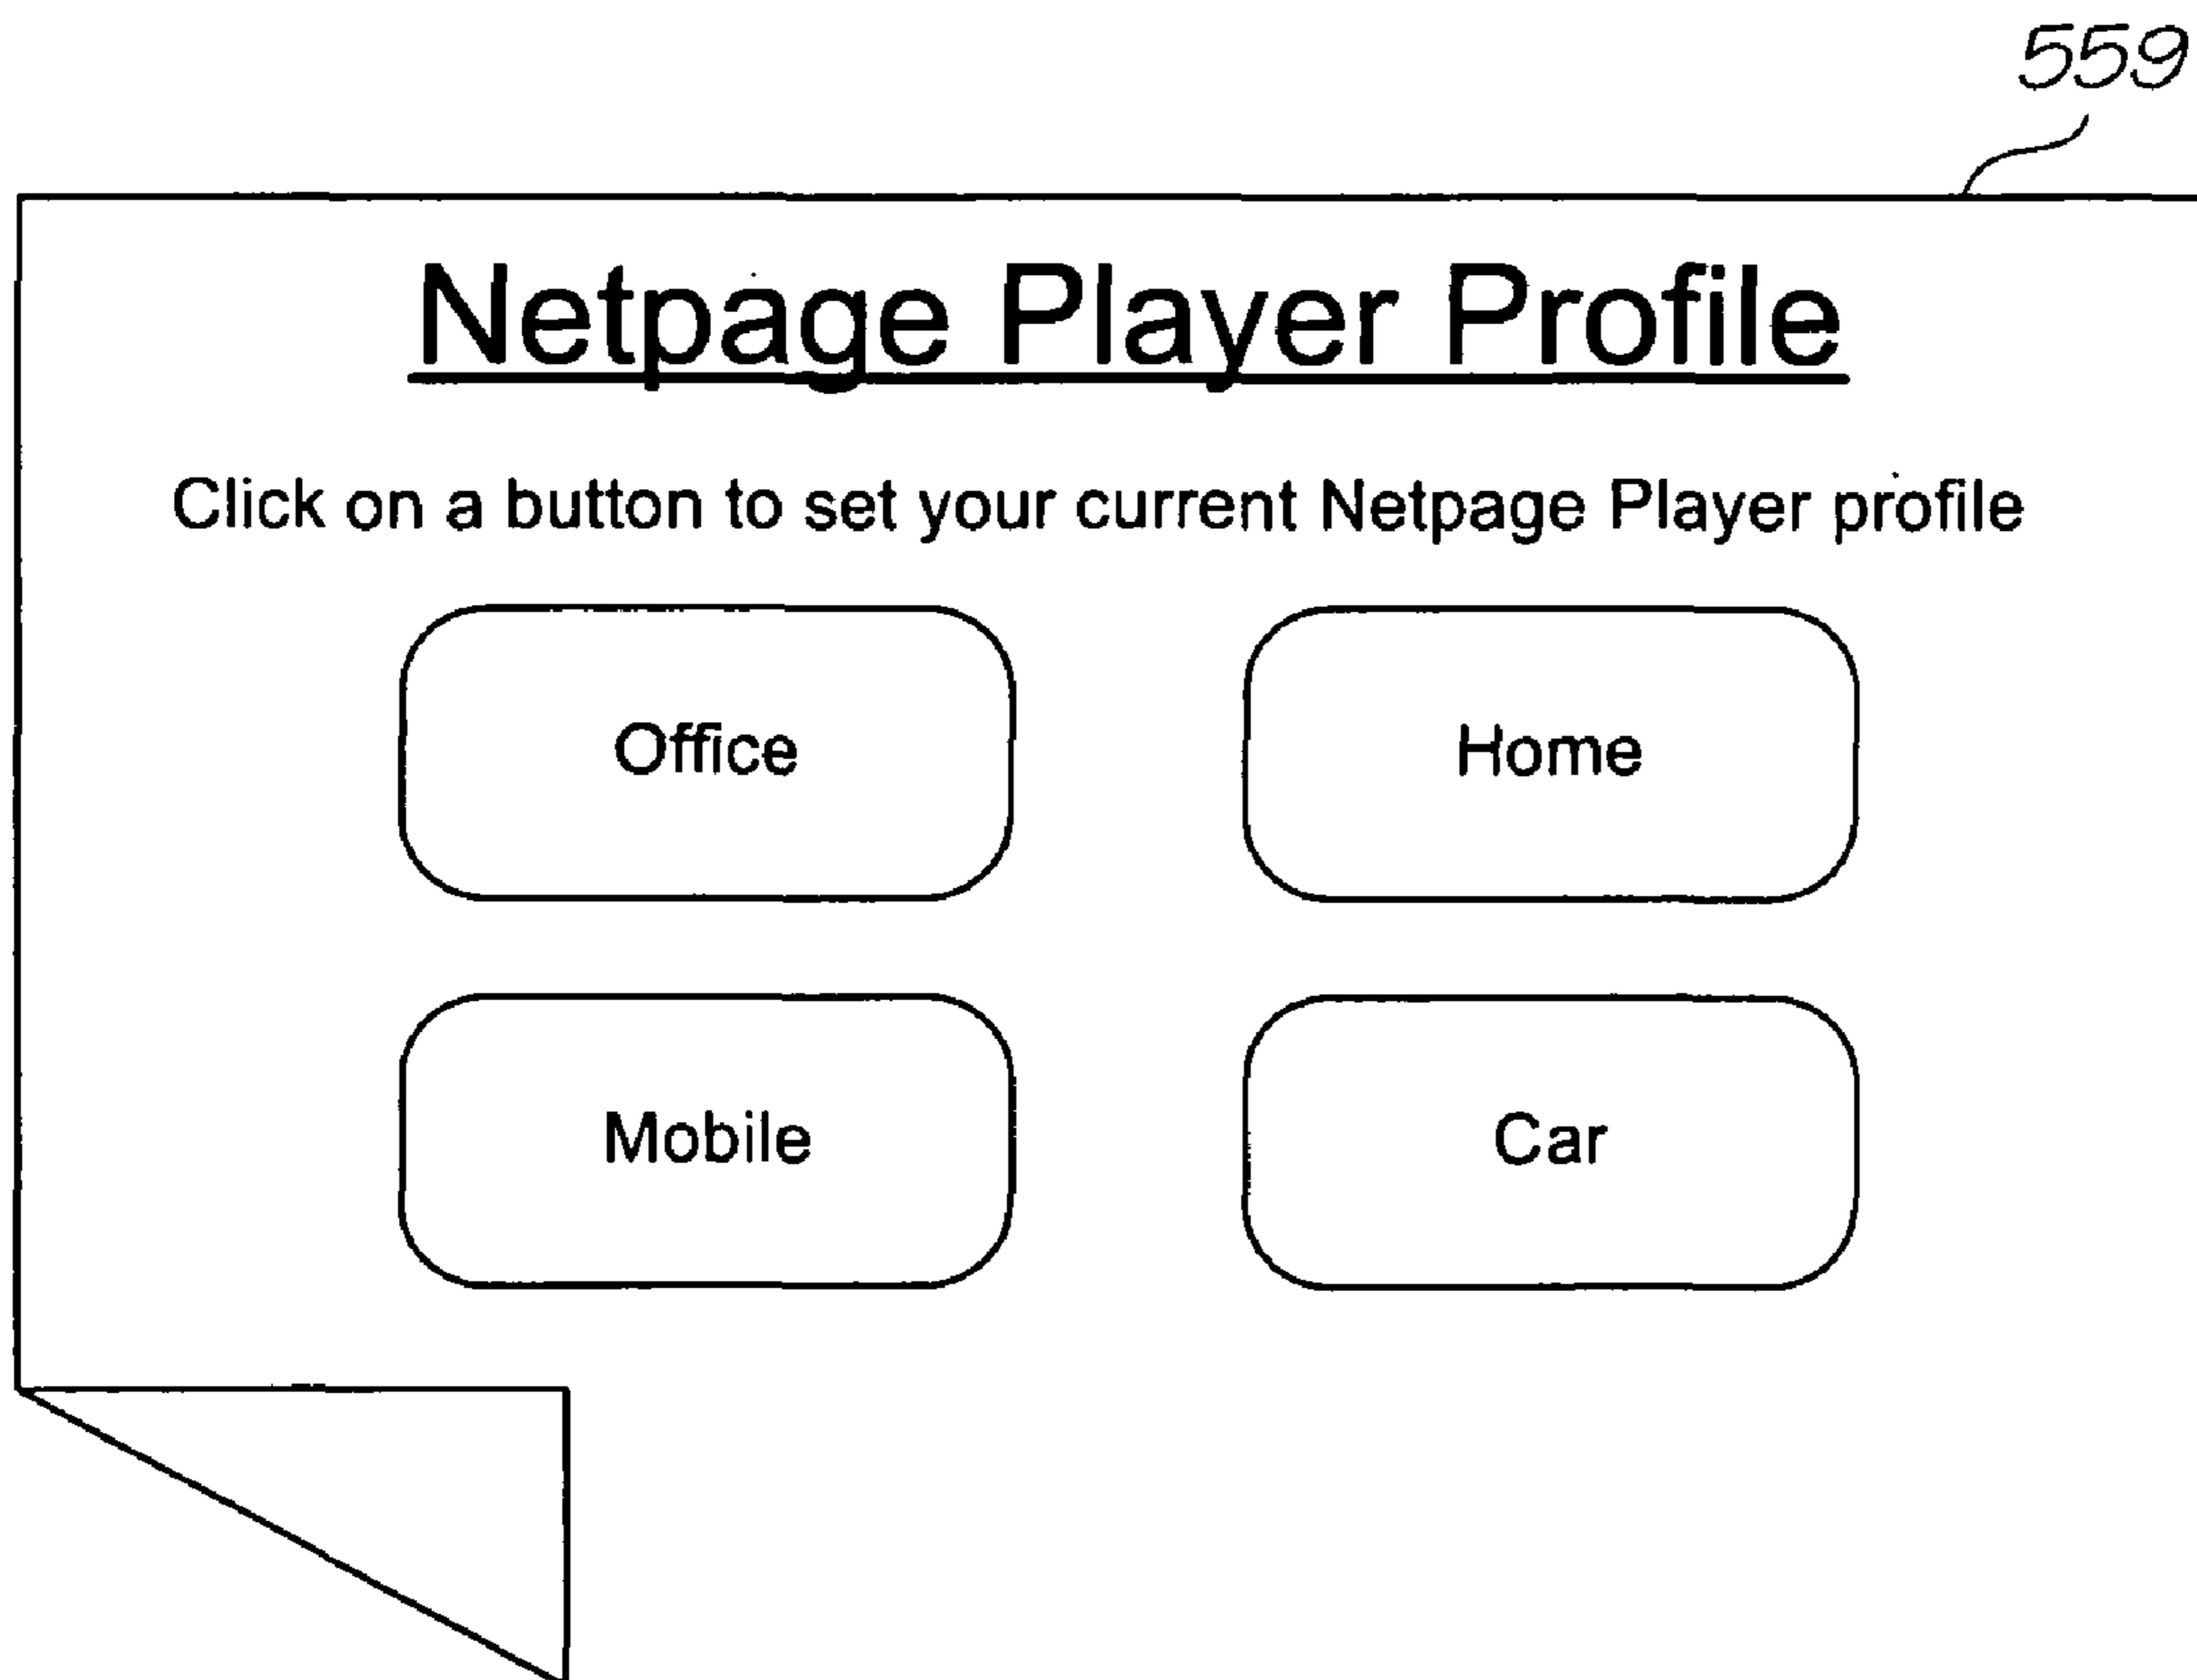 559
Netpage Player Profile
Click on a button to set your current Netpage Player profile
Office Home
Mobile Car